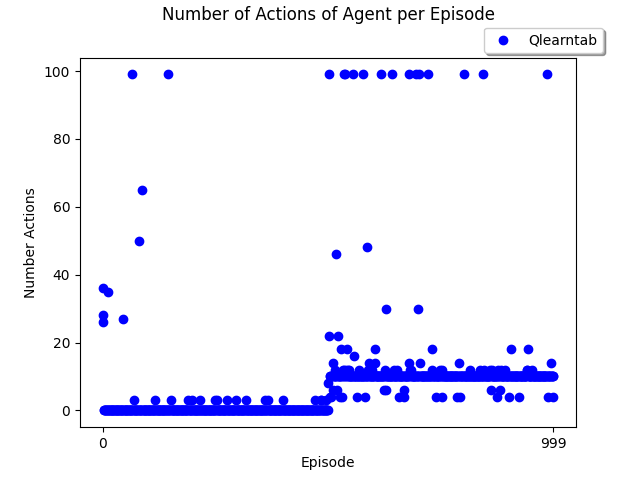 Number of Actions of Agent per Episode
Qlearntab
100
80
60
40
20
0
Number Actions
0 999
Episode